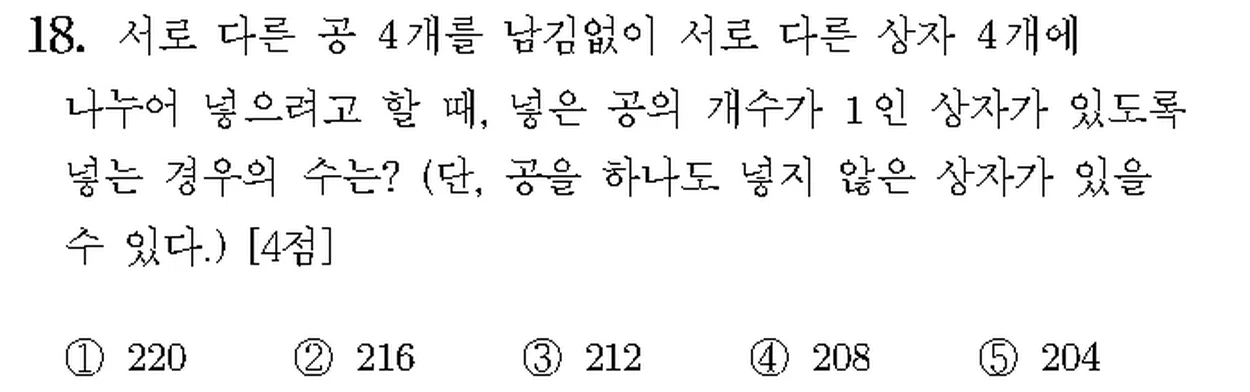 18. 서로 다른 공 4개를 남김없이 서로 다른 상자 4개에
나누어 넣으려고 할 때, 넣은 공의 개수가 1인 상자가 있도록
넣는 경우의 수는? (단, 공을 하나도 넣지 않은 상자가 있을
수 있다.) [4점]
① 220 ② 216 ③ 212 ④ 208 ⑤ 204